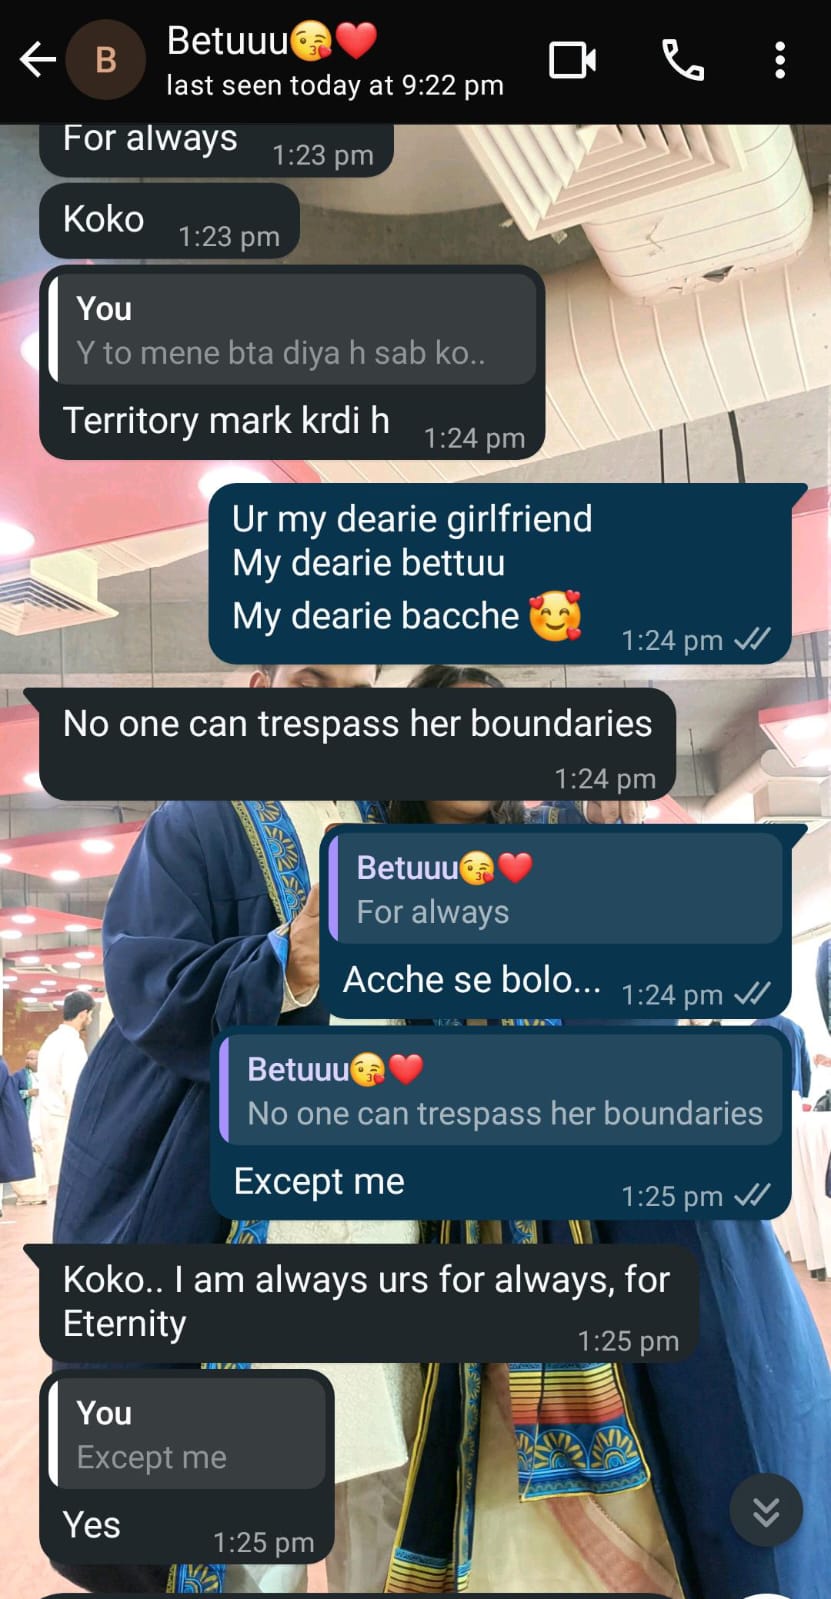 B
Betuuu😘❤️
last seen today at 9:22 pm
For always
1:23 pm
Koko
1:23 pm
You
Y to mene bta diya h sab ko..
Territory mark krdi h
1:24 pm
Ur my dearie girlfriend
My dearie bettuu
My dearie bacche 🥰
1:24 pm
No one can trespass her boundaries
1:24 pm
Betuuu😘❤️
For always
Acche se bolo...
1:24 pm
Betuuu😘❤️
No one can trespass her boundaries
Except me
1:25 pm
Koko.. I am always urs for always, for
Eternity
1:25 pm
You
Except me
Yes
1:25 pm